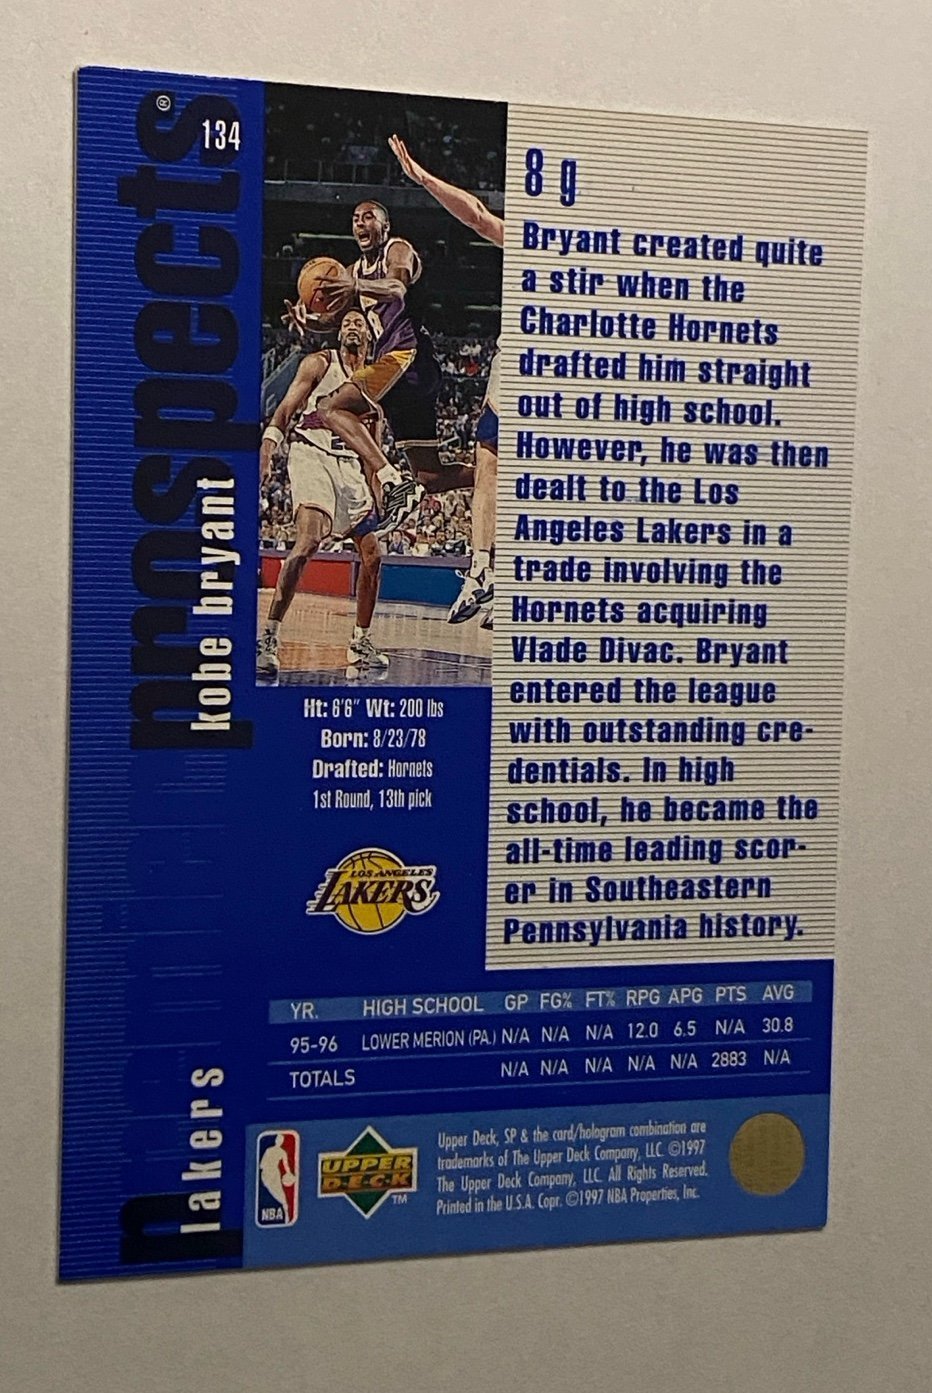 prospects®
134
kobe bryant
lakers
8 g
Bryant created quite
a stir when the
Charlotte Hornets
drafted him straight
out of high school.
However, he was then
dealt to the Los
Angeles Lakers in a
trade involving the
Hornets acquiring
Vlade Divac. Bryant
entered the league
with outstanding cre-
dentials. In high
school, he became the
all-time leading scor-
er in Southeastern
Pennsylvania history.
Ht: 6'6" Wt: 200 lbs
Born: 8/23/78
Drafted: Hornets
1st Round, 13th pick
LOS ANGELES
LAKERS
YR. HIGH SCHOOL GP FG% FT% RPG APG PTS AVG
95-96 LOWER MERION (PA.) N/A N/A N/A 12.0 6.5 N/A 30.8
TOTALS N/A N/A N/A N/A N/A 2883 N/A
NBA
UPPER
DECK
TM
Upper Deck, SP & the card/hologram combination are
trademarks of The Upper Deck Company, LLC. ©1997
The Upper Deck Company, LLC. All Rights Reserved.
Printed in the U.S.A. Copr. ©1997 NBA Properties, Inc.